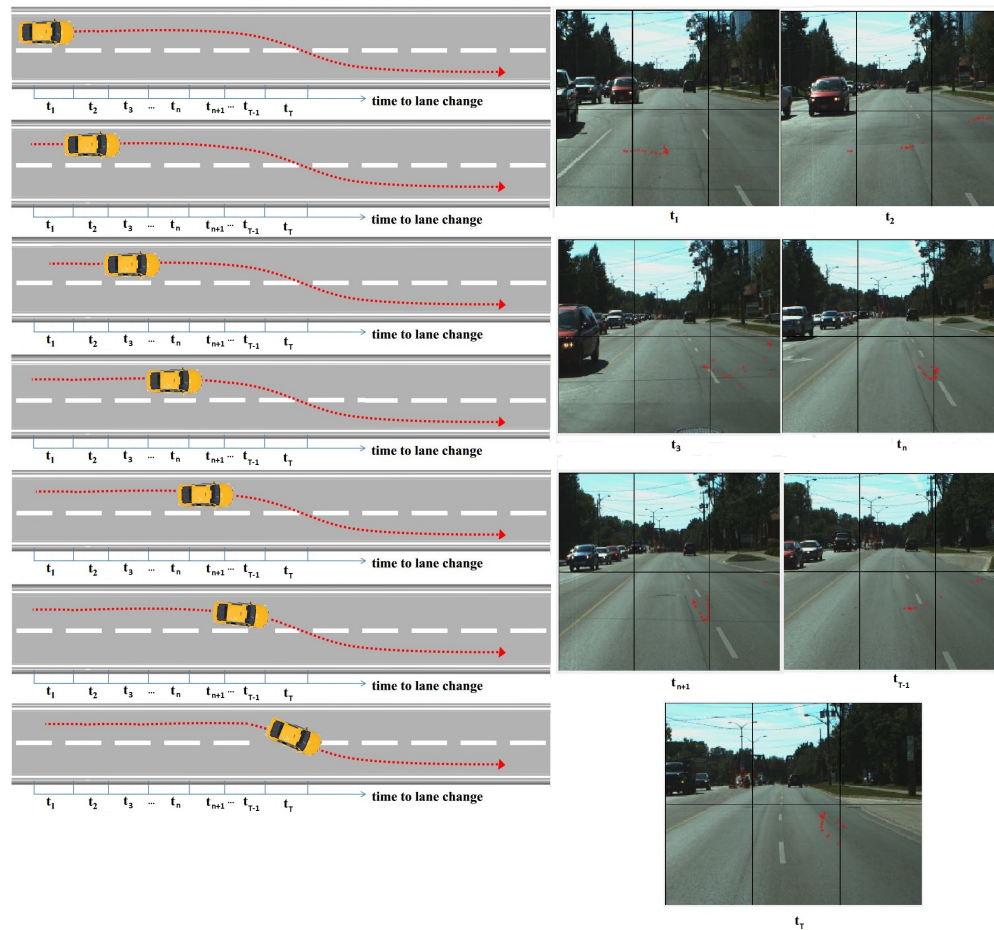 t1 t2 t3 ... tn tn+1 ... tT-1 tT time to lane change
t1 t2 t3 ... tn tn+1 ... tT-1 tT time to lane change
t1 t2
t1 t2 t3 ... tn tn+1 ... tT-1 tT time to lane change
t1 t2 t3 ... tn tn+1 ... tT-1 tT time to lane change
t3 tn
t1 t2 t3 ... tn tn+1 ... tT-1 tT time to lane change
t1 t2 t3 ... tn tn+1 ... tT-1 tT time to lane change
tn+1 tT-1
t1 t2 t3 ... tn tn+1 ... tT-1 tT time to lane change
tT